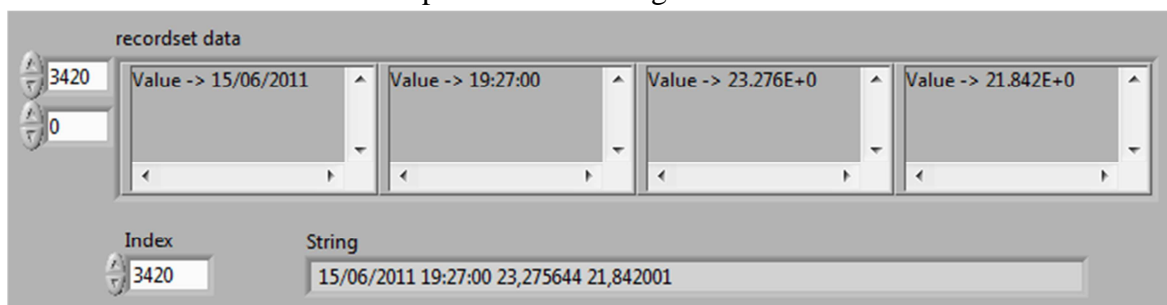 recordset data
3420 Value -> 15/06/2011 Value -> 19:27:00 Value -> 23.276E+0 Value -> 21.842E+0
0
Index String
3420 15/06/2011 19:27:00 23,275644 21,842001